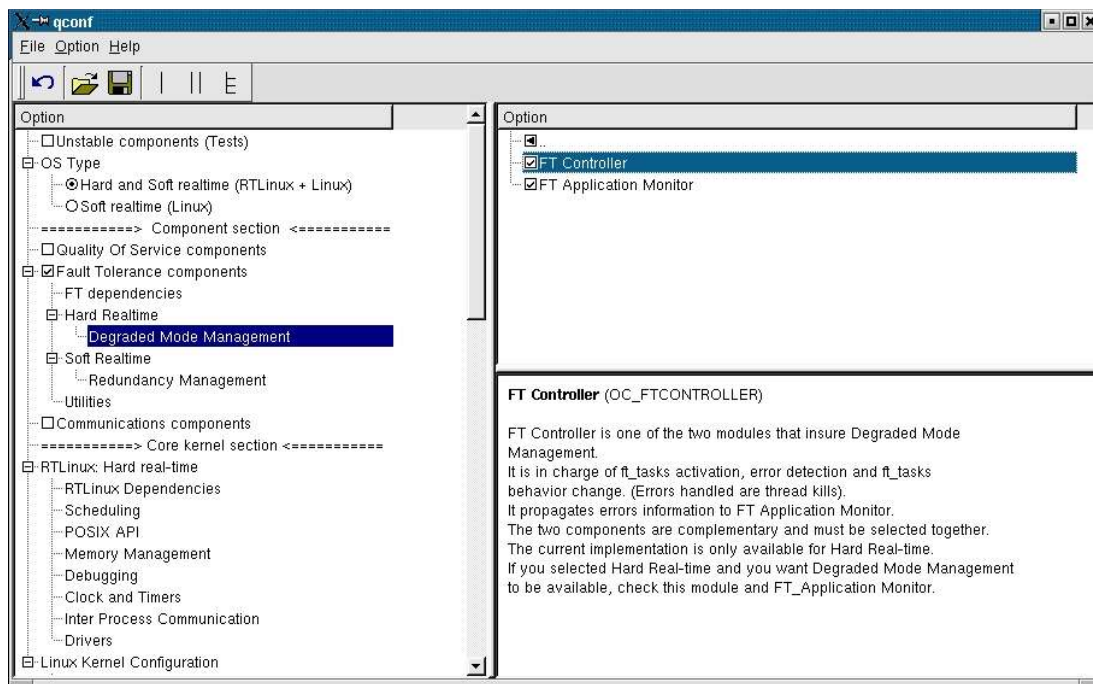 qconf
File Option Help
Option
Unstable components (Tests)
OS Type
Hard and Soft realtime (RTLinux + Linux)
Soft realtime (Linux)
===========> Component section <===========
Quality Of Service components
Fault Tolerance components
FT dependencies
Hard Realtime
Degraded Mode Management
Soft Realtime
Redundancy Management
Utilities
Communications components
===========> Core kernel section <===========
RTLinux: Hard real-time
RTLinux Dependencies
Scheduling
POSIX API
Memory Management
Debugging
Clock and Timers
Inter Process Communication
Drivers
Linux Kernel Configuration
Option
..
FT Controller
FT Application Monitor
FT Controller (OC_FTCONTROLLER)
FT Controller is one of the two modules that insure Degraded Mode
Management.
It is in charge of ft_tasks activation, error detection and ft_tasks
behavior change. (Errors handled are thread kills).
It propagates errors information to FT Application Monitor.
The two components are complementary and must be selected together.
The current implementation is only available for Hard Real-time.
If you selected Hard Real-time and you want Degraded Mode Management
to be available, check this module and FT_Application Monitor.